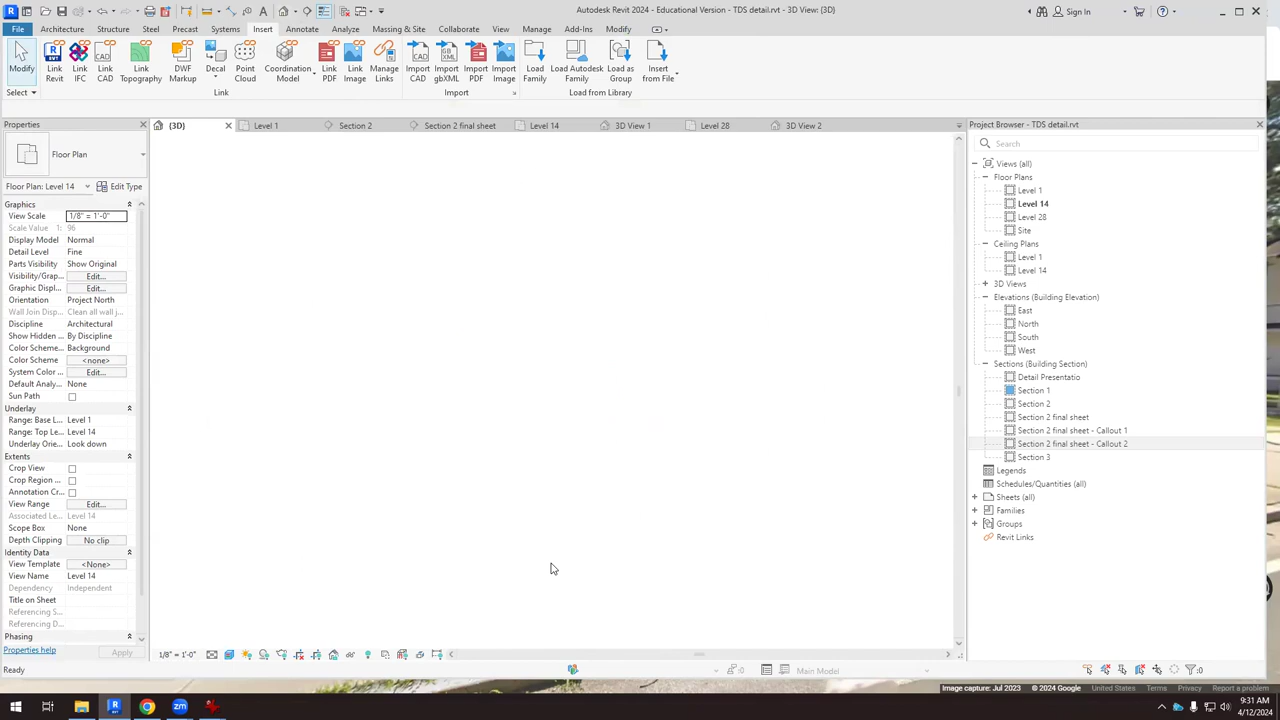 Autodesk Revit 2024 - Educational Version - TDS detail.rvt - 3D View: {3D}
Sign In
File Architecture Structure Steel Precast Systems Insert Annotate Analyze Massing & Site Collaborate View Manage Add-Ins Modify
Modify
Link Revit
Link IFC
Link CAD
Link Topography
DWF Markup
Decal
Point Cloud
Coordination Model
Link PDF
Link Image
Manage Links
Import CAD
Import gbXML
Import PDF
Import Image
Load Family
Load Autodesk Family
Load as Group
Insert from File
Select
Link
Import
Load from Library
Properties
{3D}
Level 1
Section 2
Section 2 final sheet
Level 14
3D View 1
Level 28
3D View 2
Project Browser - TDS detail.rvt
Floor Plan
Floor Plan: Level 14
Edit Type
Graphics
View Scale 1/8" = 1'-0"
Scale Value 1: 96
Display Model Normal
Detail Level Fine
Parts Visibility Show Original
Visibility/Grap... Edit...
Graphic Displ... Edit...
Orientation Project North
Wall Join Disp... Clean all wall j...
Discipline Architectural
Show Hidden ... By Discipline
Color Scheme... Background
Color Scheme <none>
System Color ... Edit...
Default Analy... None
Sun Path
Underlay
Range: Base L... Level 1
Range: Top Le... Level 14
Underlay Orie... Look down
Extents
Crop View
Crop Region ...
Annotation Cr...
View Range Edit...
Associated Le... Level 14
Scope Box None
Depth Clipping No clip
Identity Data
View Template <None>
View Name Level 14
Dependency Independent
Title on Sheet
Referencing S...
Referencing D...
Phasing
Properties help
Apply
Search
Views (all)
Floor Plans
Level 1
Level 14
Level 28
Site
Ceiling Plans
Level 1
Level 14
3D Views
Elevations (Building Elevation)
East
North
South
West
Sections (Building Section)
Detail Presentatio
Section 1
Section 2
Section 2 final sheet
Section 2 final sheet - Callout 1
Section 2 final sheet - Callout 2
Section 3
Legends
Schedules/Quantities (all)
Sheets (all)
Families
Groups
Revit Links
1/8" = 1'-0"
Ready
:0
Main Model
:0
Image capture: Jul 2023 © 2024 Google United States Terms Privacy Report a problem
9:31 AM
4/12/2024